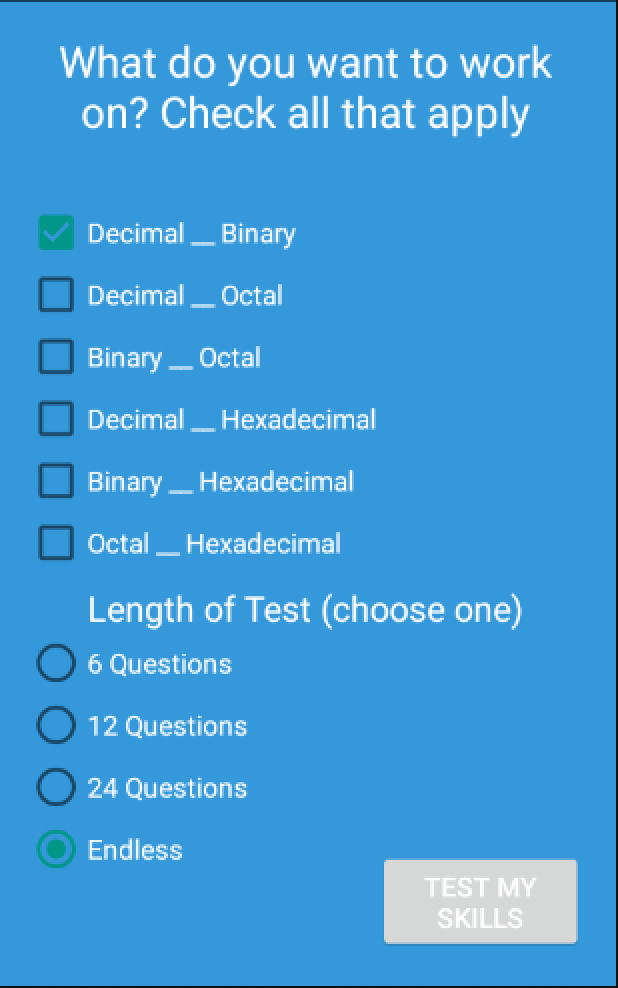 What do you want to work
on? Check all that apply
Decimal __ Binary
Decimal __ Octal
Binary __ Octal
Decimal __ Hexadecimal
Binary __ Hexadecimal
Octal __ Hexadecimal
Length of Test (choose one)
6 Questions
12 Questions
24 Questions
Endless
TEST MY
SKILLS